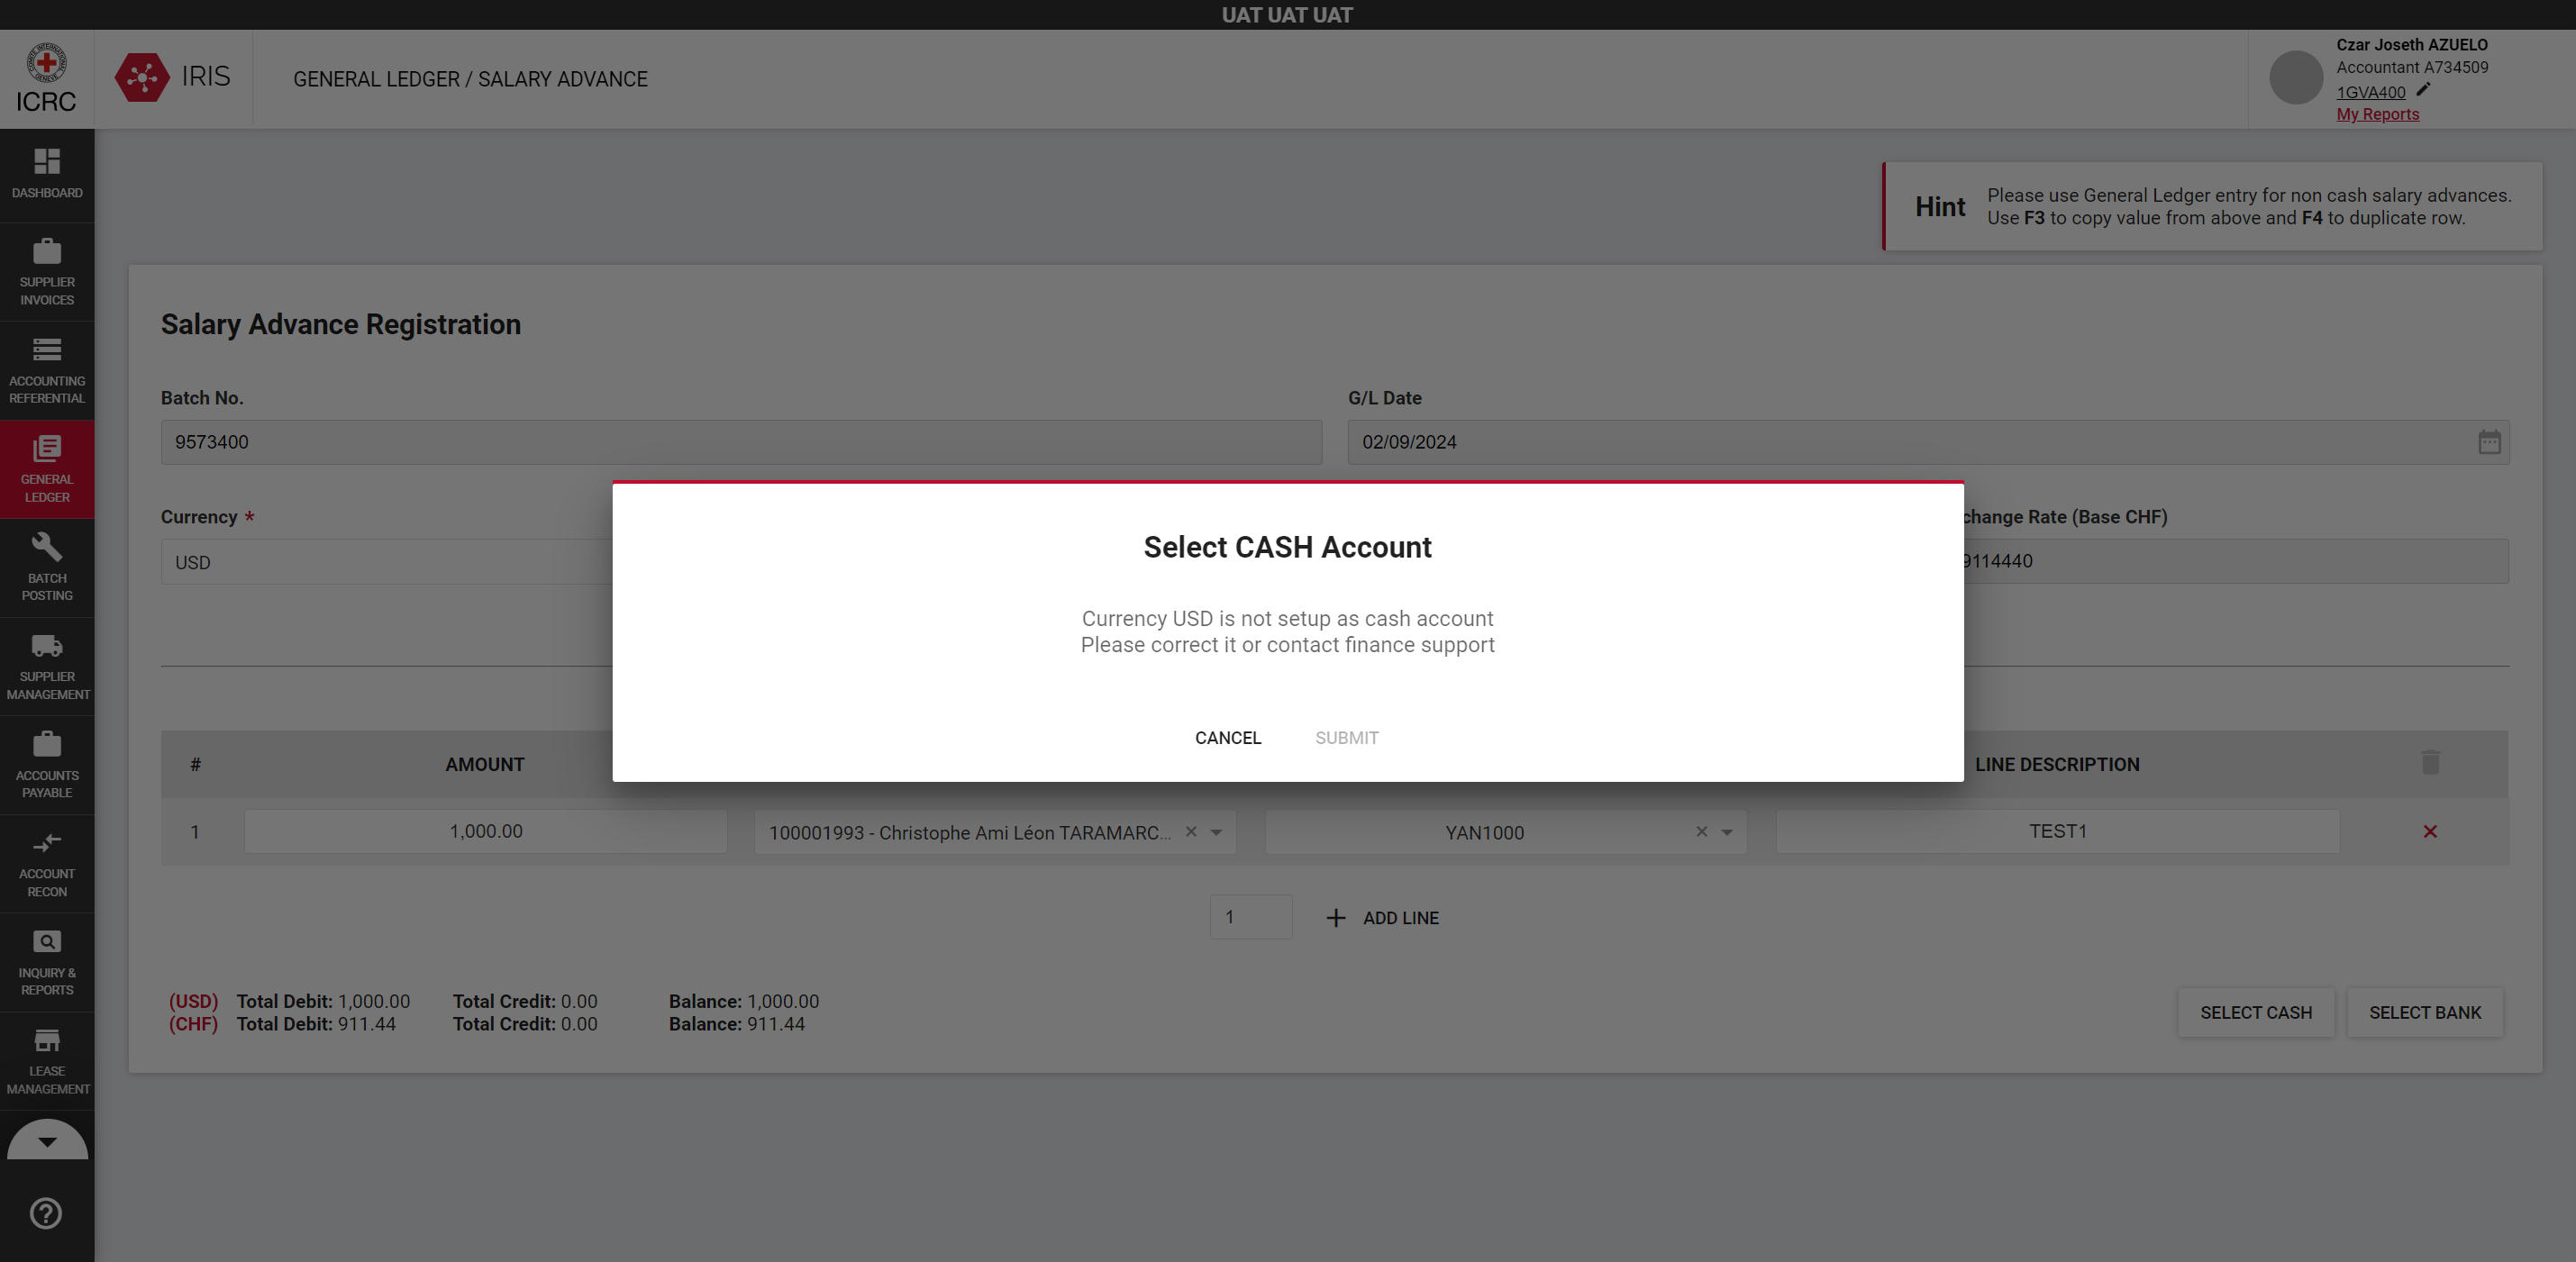 UAT UAT UAT
ICRC
IRIS
GENERAL LEDGER / SALARY ADVANCE
Czar Joseth AZUELO
Accountant A734509
1GVA400
My Reports
DASHBOARD
SUPPLIER
INVOICES
ACCOUNTING
REFERENTIAL
GENERAL
LEDGER
BATCH
POSTING
SUPPLIER
MANAGEMENT
ACCOUNTS
PAYABLE
ACCOUNT
RECON
INQUIRY &
REPORTS
LEASE
MANAGEMENT
Hint
Please use General Ledger entry for non cash salary advances.
Use F3 to copy value from above and F4 to duplicate row.
Salary Advance Registration
Batch No.
G/L Date
9573400
02/09/2024
Currency *
change Rate (Base CHF)
USD
9114440
Select CASH Account
Currency USD is not setup as cash account
Please correct it or contact finance support
CANCEL SUBMIT
# AMOUNT LINE DESCRIPTION
1 1,000.00 100001993 - Christophe Ami Léon TARAMARC... YAN1000 TEST1
1 ADD LINE
(USD) Total Debit: 1,000.00 Total Credit: 0.00 Balance: 1,000.00
(CHF) Total Debit: 911.44 Total Credit: 0.00 Balance: 911.44
SELECT CASH SELECT BANK